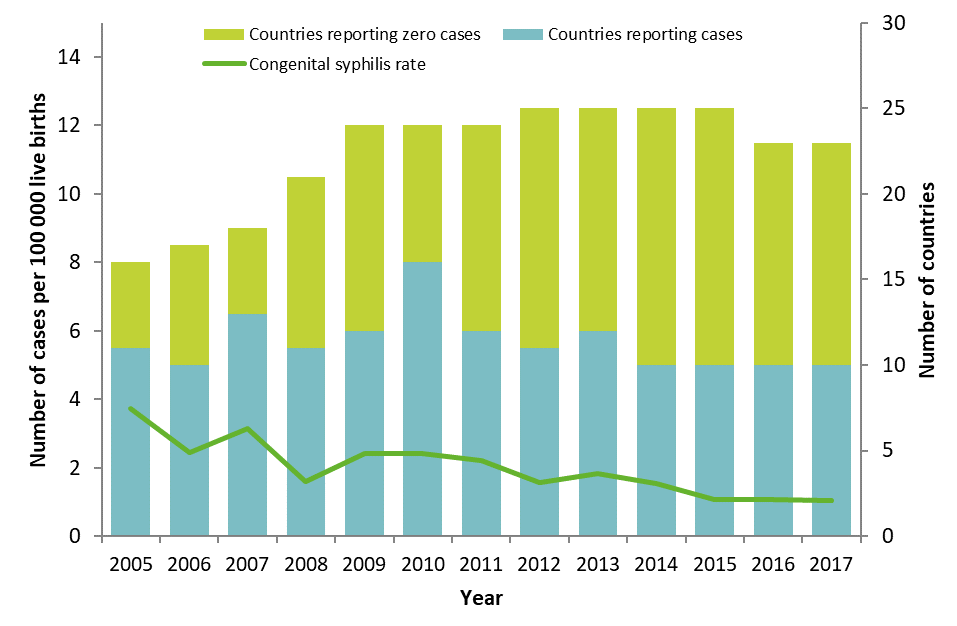 Countries reporting zero cases
Countries reporting cases
Congenital syphilis rate
Number of cases per 100 000 live births
14
12
10
8
6
4
2
0
30
25
20
15
10
5
0
Number of countries
2005 2006 2007 2008 2009 2010 2011 2012 2013 2014 2015 2016 2017
Year